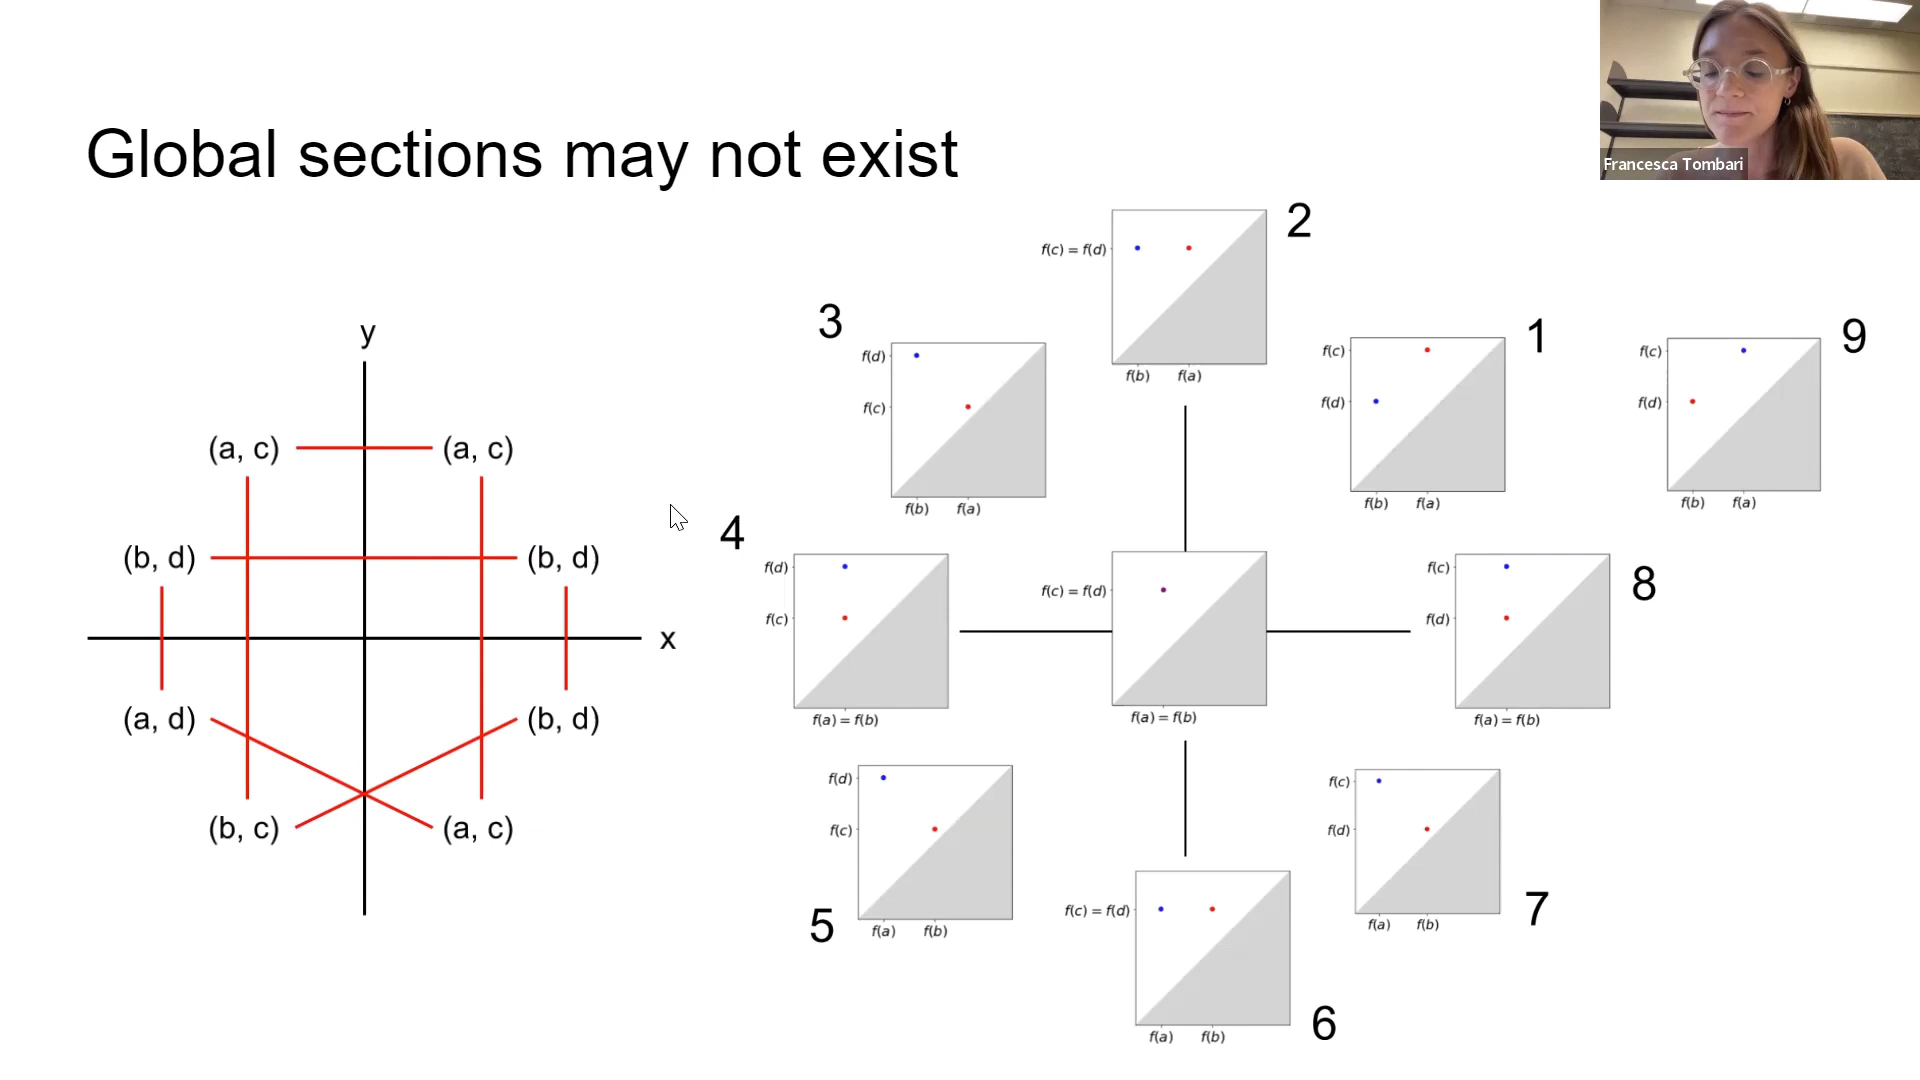 Global sections may not exist
Francesca Tombari
y
(a, c)
(a, c)
(b, d)
(b, d)
x
(a, d)
(b, d)
(b, c)
(a, c)
2
f(c) = f(d)
f(b) f(a)
3
f(d)
f(c)
f(b) f(a)
1
f(c)
f(d)
f(b) f(a)
9
f(c)
f(d)
f(b) f(a)
4
f(d)
f(c)
f(a) = f(b)
f(c) = f(d)
f(a) = f(b)
8
f(c)
f(d)
f(a) = f(b)
5
f(d)
f(c)
f(a) f(b)
7
f(c)
f(d)
f(a) f(b)
6
f(c) = f(d)
f(a) f(b)